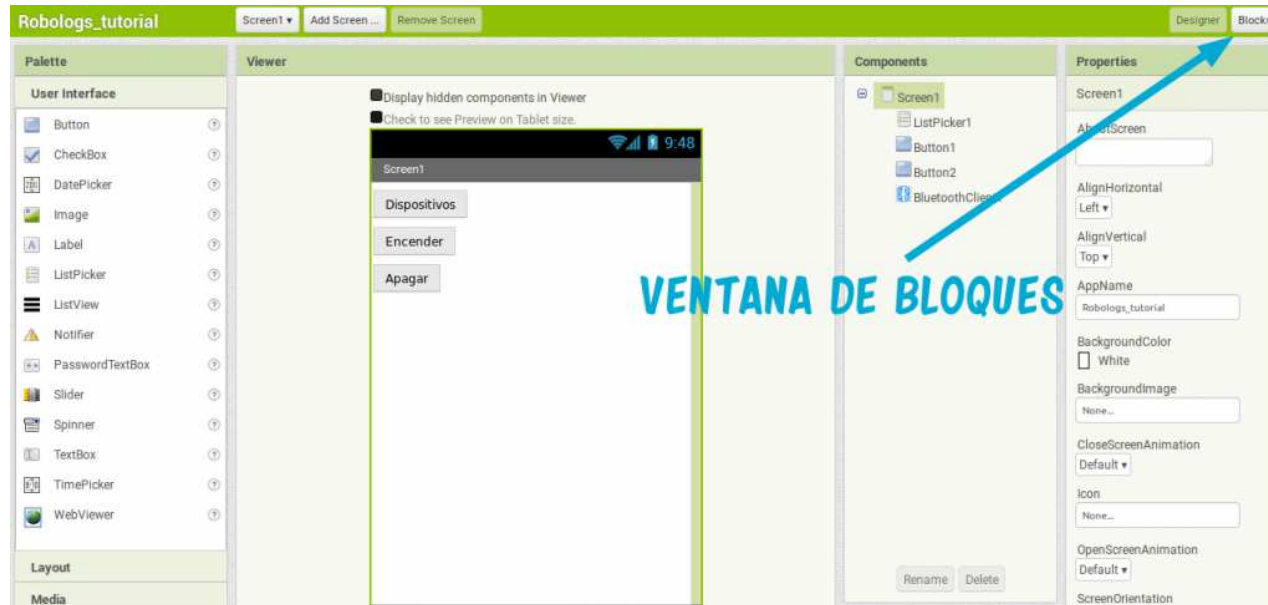 Robologs_tutorial
Screen1
Add Screen ...
Remove Screen
Designer
Blocks
Palette
User Interface
Button
CheckBox
DatePicker
Image
Label
ListPicker
ListView
Notifier
PasswordTextBox
Slider
Spinner
TextBox
TimePicker
WebViewer
Layout
Media
Viewer
Display hidden components in Viewer
Check to see Preview on Tablet size.
9:48
Screen1
Dispositivos
Encender
Apagar
VENTANA DE BLOQUES
Components
Screen1
ListPicker1
Button1
Button2
Rename
Delete
Properties
Screen1
AboutScreen
AlignHorizontal
Left
AlignVertical
Top
AppName
Robologs_tutorial
BackgroundColor
White
BackgroundImage
None...
CloseScreenAnimation
Default
Icon
None...
OpenScreenAnimation
Default
ScreenOrientation